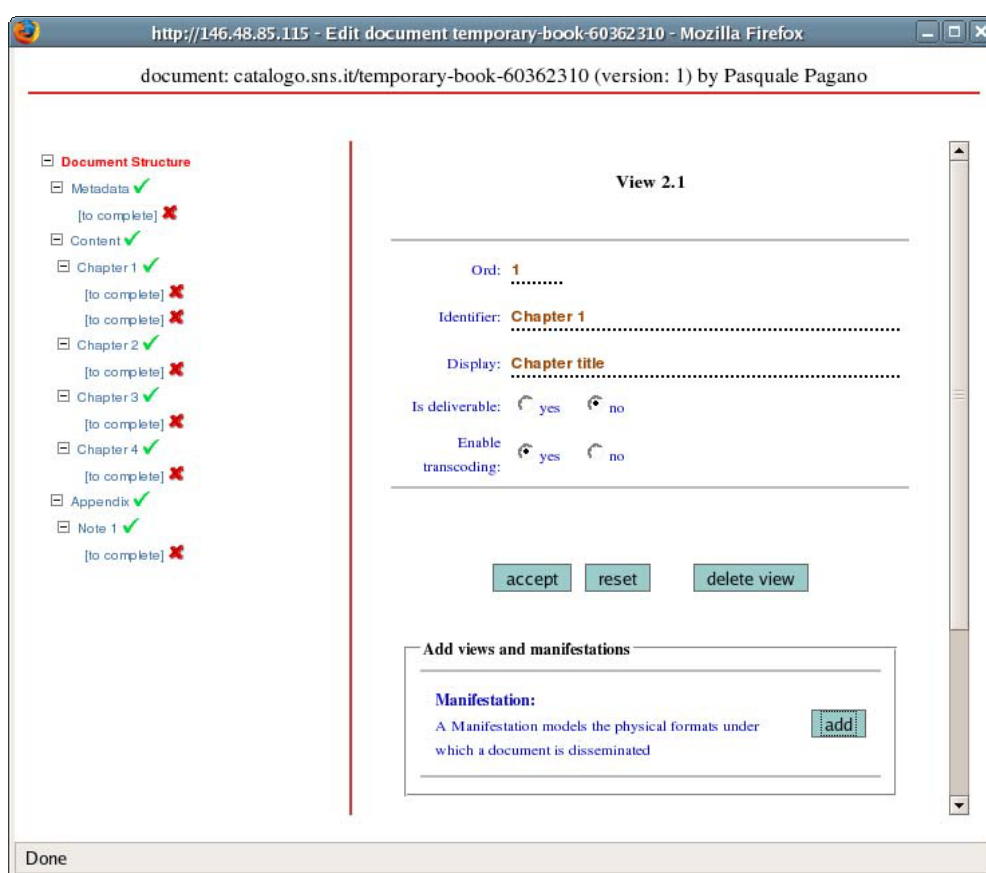 http://146.48.85.115 - Edit document temporary-book-60362310 - Mozilla Firefox
document: catalogo.sns.it/temporary-book-60362310 (version: 1) by Pasquale Pagano
Document Structure
Metadata
[to complete]
Content
Chapter 1
[to complete]
[to complete]
Chapter 2
[to complete]
Chapter 3
[to complete]
Chapter 4
[to complete]
Appendix
Note 1
[to complete]
View 2.1
Ord: 1
Identifier: Chapter 1
Display: Chapter title
Is deliverable: yes no
Enable
transcoding: yes no
accept reset delete view
Add views and manifestations
Manifestation:
A Manifestation models the physical formats under
which a document is disseminated
add
Done